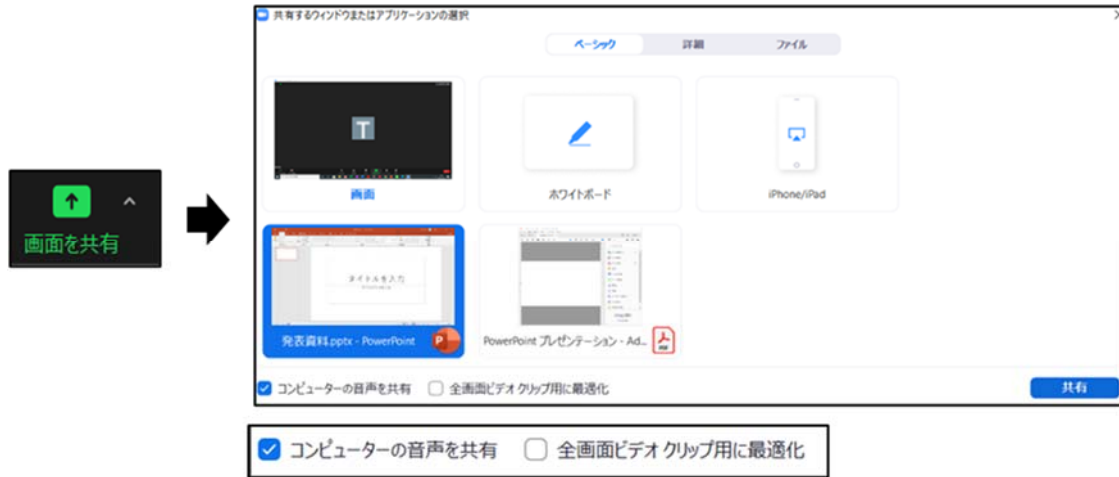 共有するウィンドウまたはアプリケーションの選択
ベーシック 詳細 ファイル
T
画面 ホワイトボード iPhone/iPad
画面を共有
タイトルを入力
発表資料.pptx - PowerPoint P PowerPoint プレゼンテーション - Ad... PDF
コンピューターの音声を共有 全画面ビデオ クリップ用に最適化 共有
コンピューターの音声を共有 全画面ビデオ クリップ用に最適化